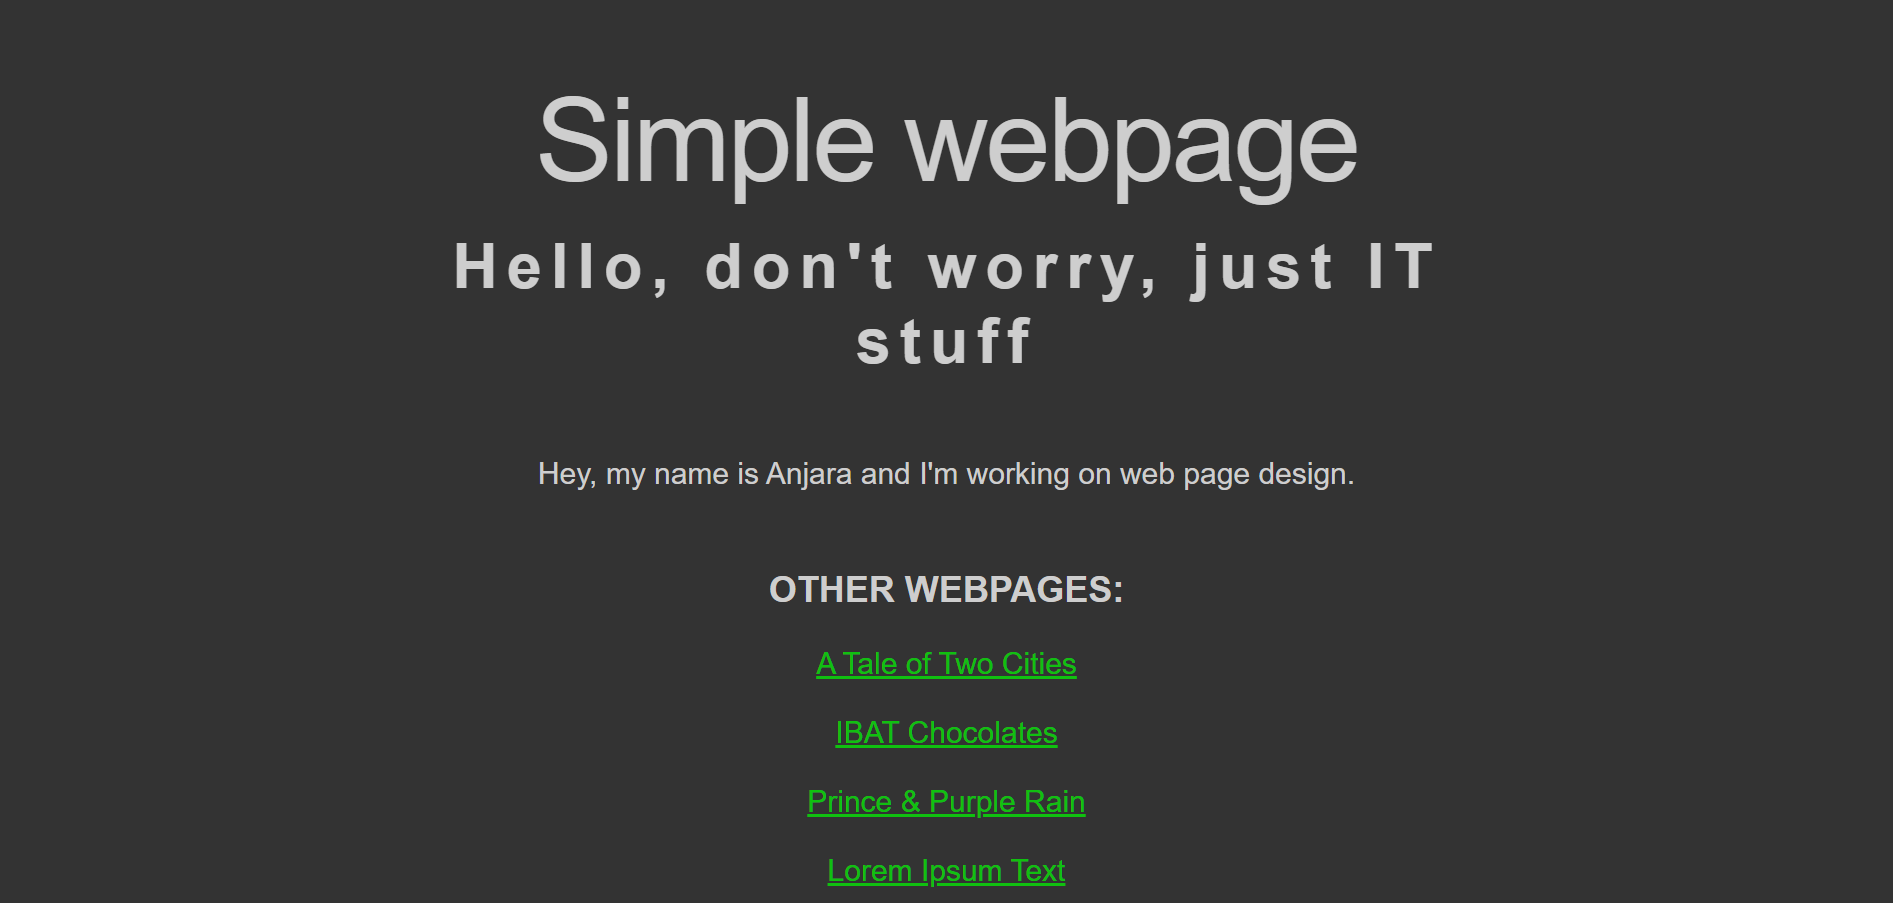 Simple webpage
Hello, don't worry, just IT
stuff
Hey, my name is Anjara and I'm working on web page design.
OTHER WEBPAGES:
A Tale of Two Cities
IBAT Chocolates
Prince & Purple Rain
Lorem Ipsum Text